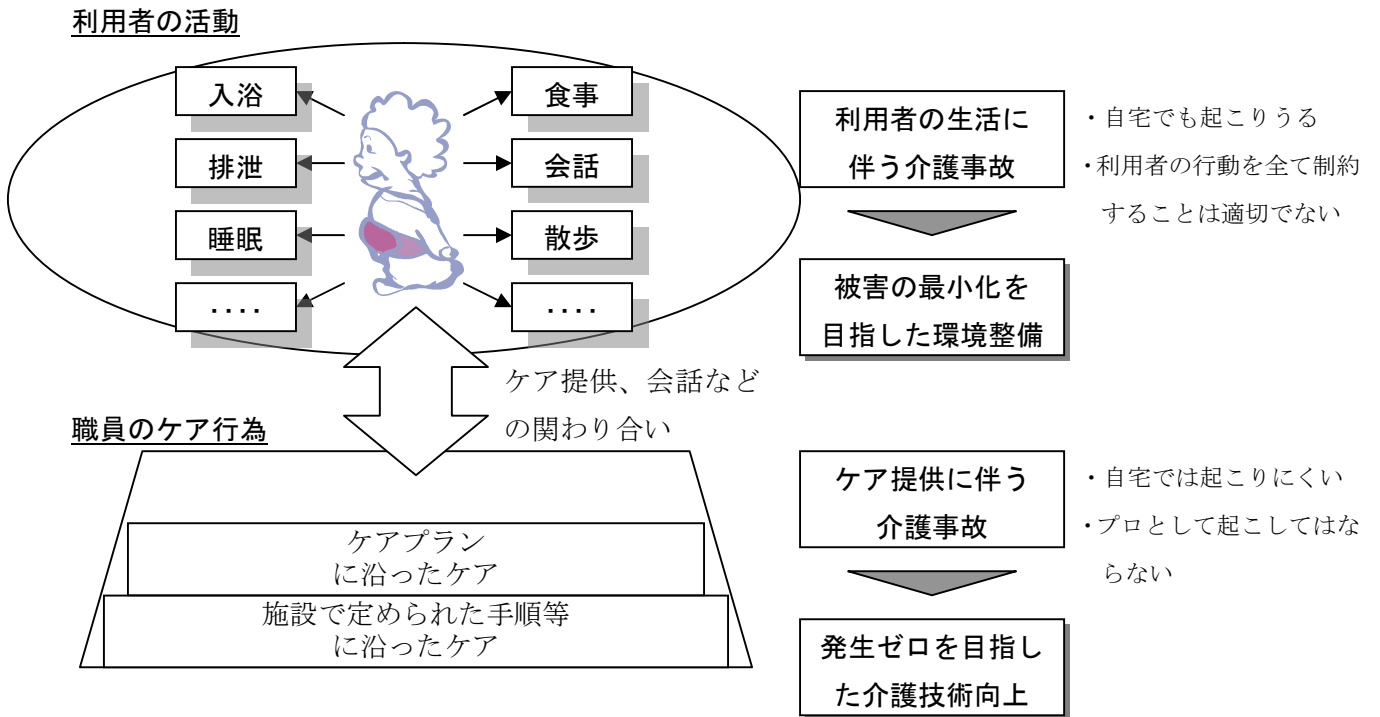 利用者の活動
入浴
食事
排泄
会話
睡眠
散歩
････
････
利用者の生活に
伴う介護事故
・自宅でも起こりうる
・利用者の行動を全て制約
することは適切でない
被害の最小化を
目指した環境整備
ケア提供、会話など
の関わり合い
職員のケア行為
ケアプラン
に沿ったケア
施設で定められた手順等
に沿ったケア
ケア提供に伴う
介護事故
・自宅では起こりにくい
・プロとして起こしてはな
らない
発生ゼロを目指し
た介護技術向上